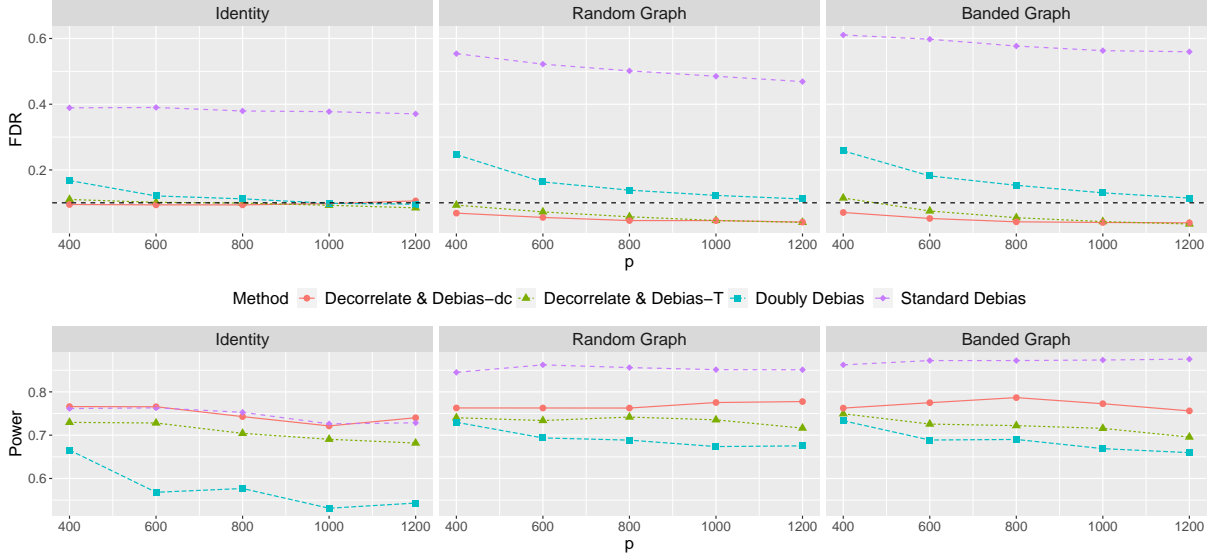 Identity Random Graph Banded Graph
0.6
0.4
0.2
FDR
400 600 800 1000 1200 400 600 800 1000 1200 400 600 800 1000 1200
p
Method Decorrelate & Debias−dc Decorrelate & Debias−T Doubly Debias Standard Debias
Identity Random Graph Banded Graph
0.8
0.7
0.6
Power
400 600 800 1000 1200 400 600 800 1000 1200 400 600 800 1000 1200
p